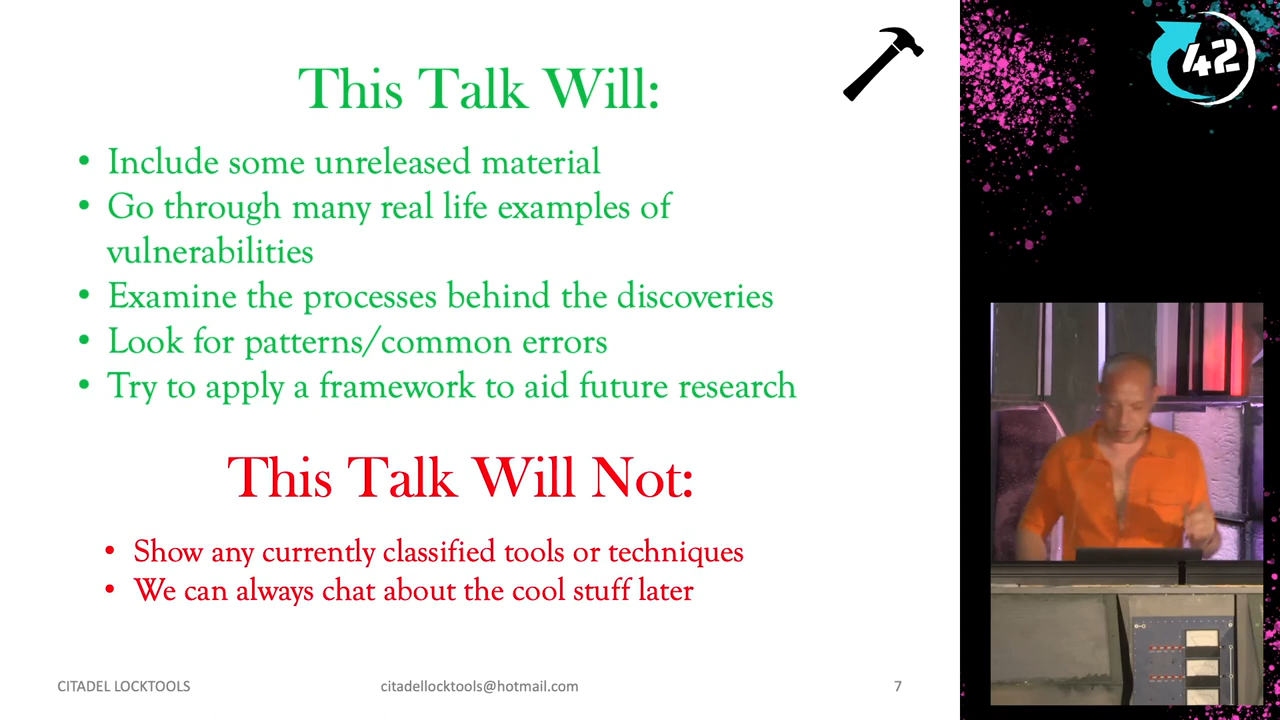 This Talk Will:
• Include some unreleased material
• Go through many real life examples of
vulnerabilities
• Examine the processes behind the discoveries
• Look for patterns/common errors
• Try to apply a framework to aid future research
This Talk Will Not:
• Show any currently classified tools or techniques
• We can always chat about the cool stuff later
CITADEL LOCKTOOLS
citadellocktools@hotmail.com
7
42